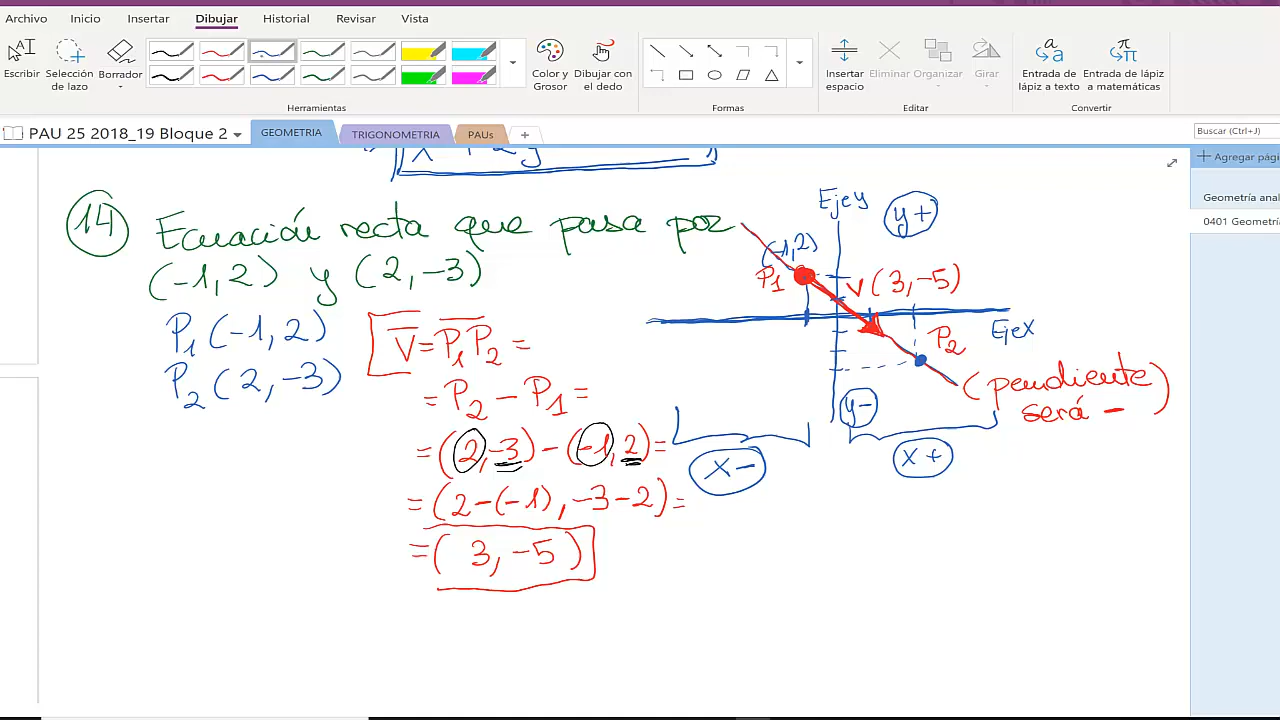 Archivo Inicio Insertar Dibujar Historial Revisar Vista
Escribir
Selección de lazo
Borrador
Color y Grosor
Dibujar con el dedo
Insertar espacio
Eliminar
Organizar
Girar
Entrada de lápiz a texto
Entrada de lápiz a matemáticas
Herramientas
Formas
Editar
Convertir
PAU 25 2018_19 Bloque 2
GEOMETRIA
TRIGONOMETRIA
PAUs
Buscar (Ctrl+J)
Agregar pági
Geometría anal
0401 Geometrí
14 Ecuación recta que pasa por
(-1, 2) y (2, -3)
P1 (-1, 2)
P2 (2, -3)
V = P1P2 =
= P2 - P1 =
= (2, -3) - (-1, 2) =
= (2-(-1), -3-2) =
= (3, -5)
Eje y
y+
(-1, 2)
P1
V (3, -5)
Eje x
P2
(pendiente
será - )
y-
x-
x+